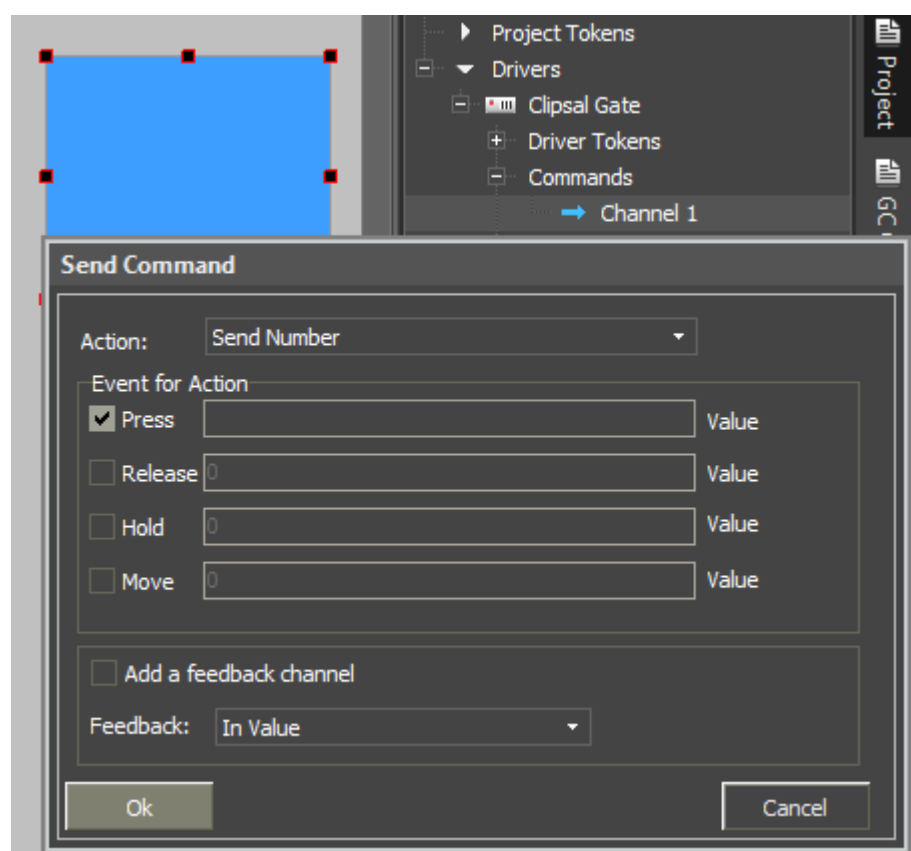 Project Tokens
Drivers
Clipsal Gate
Driver Tokens
Commands
Channel 1
Project
GC
Send Command
Action: Send Number
Event for Action
Press Value
Release 0 Value
Hold 0 Value
Move 0 Value
Add a feedback channel
Feedback: In Value
Ok Cancel